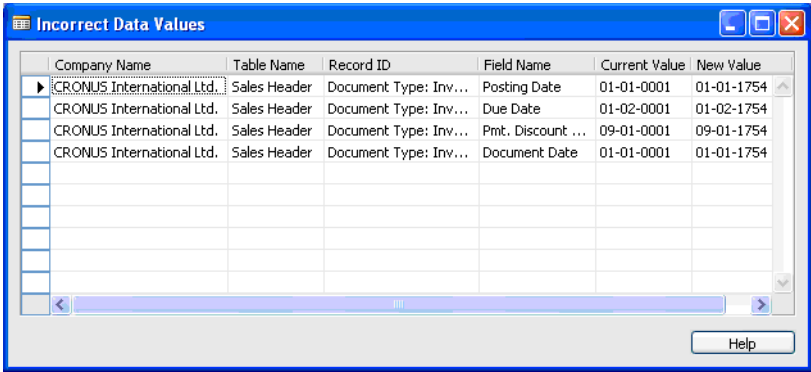 Incorrect Data Values
Company Name Table Name Record ID Field Name Current Value New Value
CRONUS International Ltd. Sales Header Document Type: Inv... Posting Date 01-01-0001 01-01-1754
CRONUS International Ltd. Sales Header Document Type: Inv... Due Date 01-02-0001 01-02-1754
CRONUS International Ltd. Sales Header Document Type: Inv... Pmt. Discount ... 09-01-0001 09-01-1754
CRONUS International Ltd. Sales Header Document Type: Inv... Document Date 01-01-0001 01-01-1754
Help